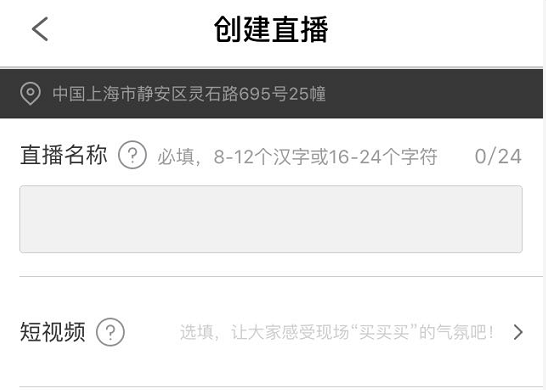 创建直播
中国上海市静安区灵石路695号25幢
直播名称 ? 必填，8-12个汉字或16-24个字符 0/24
短视频 ? 选填，让大家感受现场“买买买”的气氛吧！